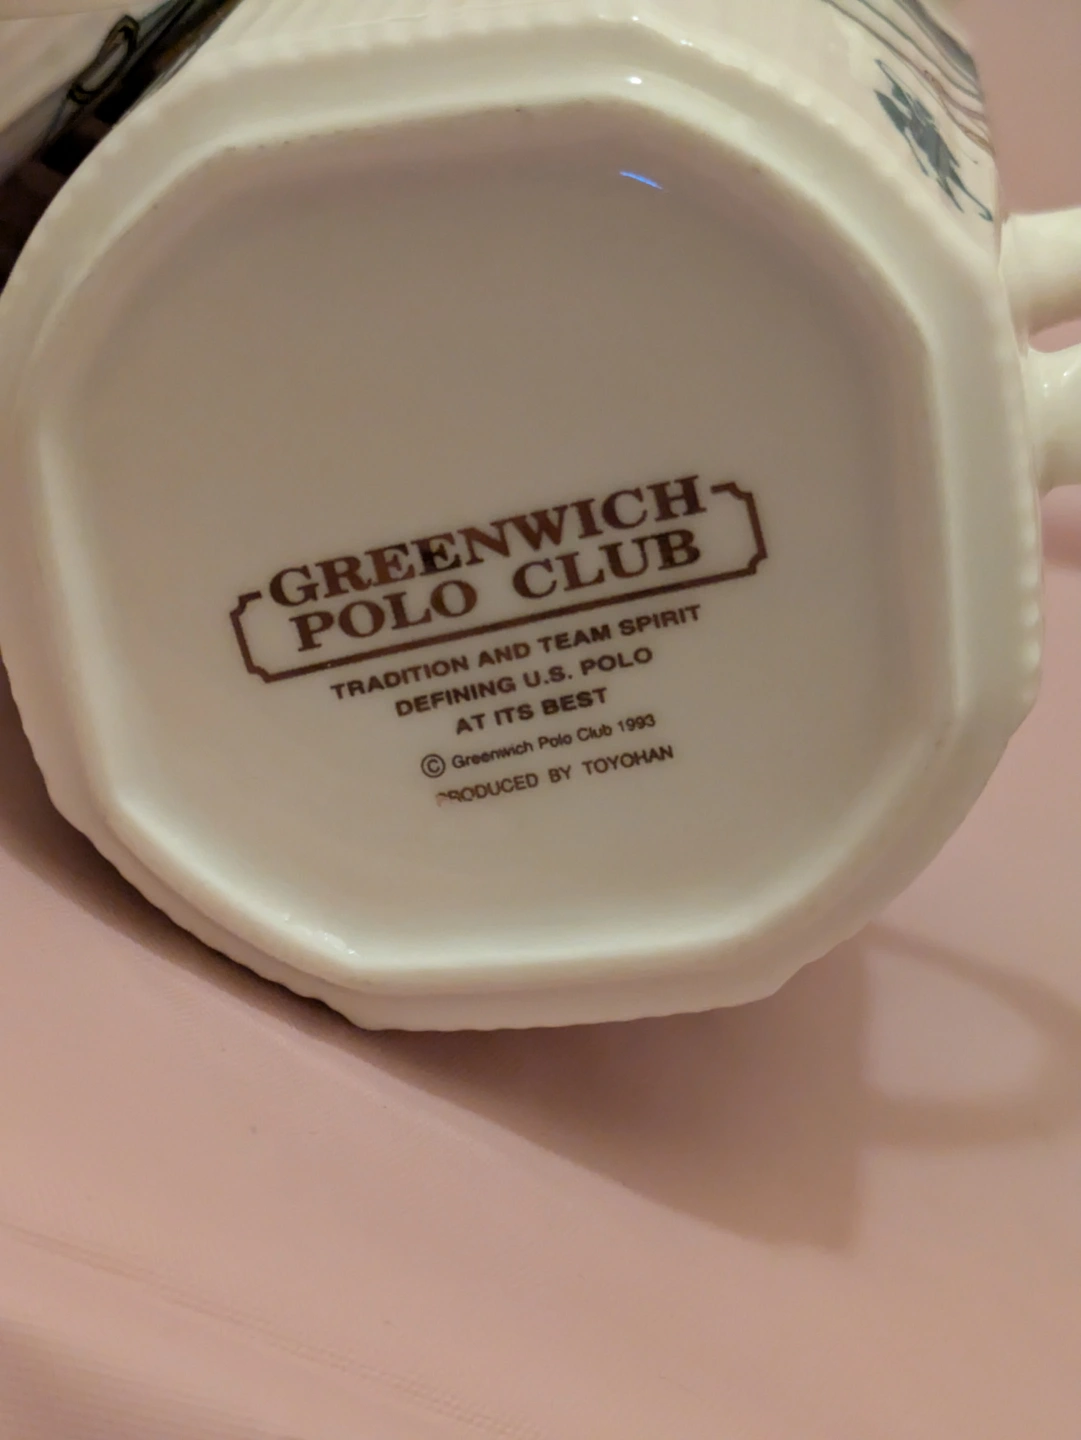 GREENWICH
POLO CLUB
TRADITION AND TEAM SPIRIT
DEFINING U.S. POLO
AT ITS BEST
© Greenwich Polo Club 1993
PRODUCED BY TOYOHAN